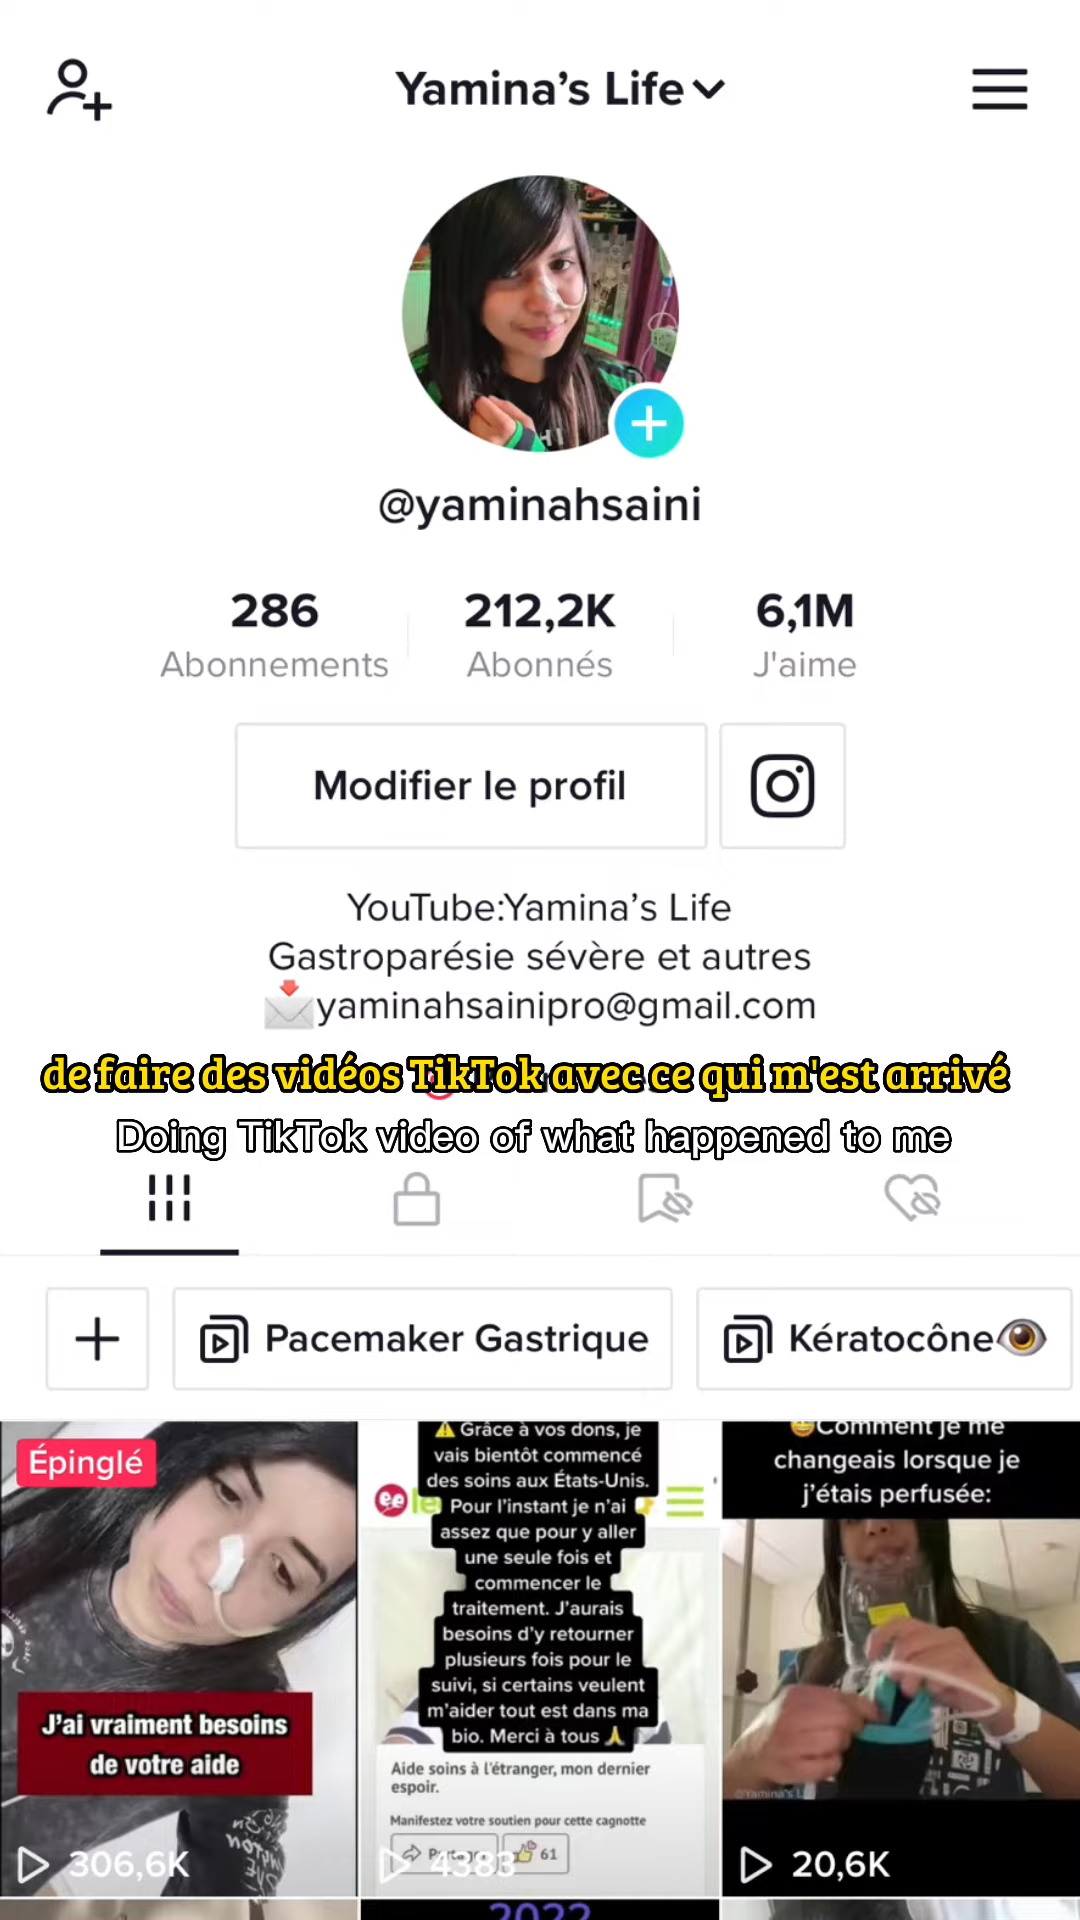 Yamina’s Life
@yaminahsaini
286
212,2K
6,1M
Abonnements
Abonnés
J'aime
Modifier le profil
YouTube:Yamina’s Life
Gastroparésie sévère et autres
📩yaminahsainipro@gmail.com
de faire des vidéos TikTok avec ce qui m'est arrivé
Doing TikTok video of what happened to me
Pacemaker Gastrique
Kératocône👁️
Épinglé
J'ai vraiment besoins
de votre aide
306,6K
⚠️ Grâce à vos dons, je
vais bientôt commencé
des soins aux États-Unis.
Pour l’instant je n’ai
assez que pour y aller
une seule fois et
commencer le
traitement. J’aurais
besoins d’y retourner
plusieurs fois pour le
suivi, si certains veulent
m’aider tout est dans ma
bio. Merci à tous 🙏
Aide soins à l'étranger, mon dernier
espoir.
Manifestez votre soutien pour cette cagnotte
61
4383
😅Comment je me
changeais lorsque je
j’étais perfusée:
20,6K
2022